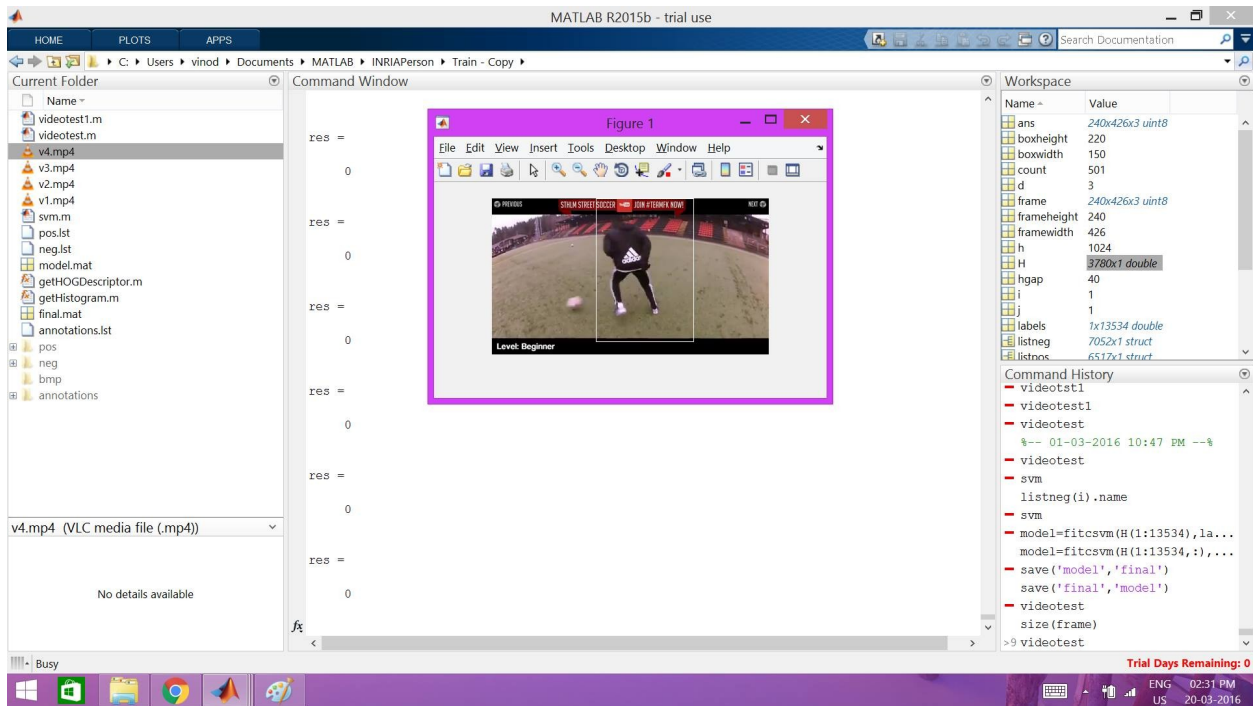 MATLAB R2015b - trial use
HOME PLOTS APPS
Search Documentation
C: Users vinod Documents MATLAB INRIAPerson Train - Copy
Current Folder
Name
videotest1.m
videotest.m
v4.mp4
v3.mp4
v2.mp4
v1.mp4
svm.m
pos.lst
neg.lst
model.mat
getHOGDescriptor.m
getHistogram.m
final.mat
annotations.lst
pos
neg
bmp
annotations
v4.mp4 (VLC media file (.mp4))
No details available
Command Window
res =
0
res =
0
res =
0
res =
0
res =
0
res =
0
fx
Figure 1
File Edit View Insert Tools Desktop Window Help
PREVIOUS STHLM STREET SOCCER JOIN #TEAMFK NOW! NEXT
adidas
Level: Beginner
Workspace
Name Value
ans 240x426x3 uint8
boxheight 220
boxwidth 150
count 501
d 3
frame 240x426x3 uint8
frameheight 240
framewidth 426
h 1024
H 3780x1 double
hgap 40
i 1
j 1
labels 1x13534 double
listneg 7052x1 struct
listpos 6517x1 struct
Command History
videotst1
videotest1
videotest
%-- 01-03-2016 10:47 PM --%
videotest
svm
listneg(i).name
svm
model=fitcsvm(H(1:13534),la...
model=fitcsvm(H(1:13534,:),...
save('model','final')
save('final','model')
videotest
size(frame)
>9 videotest
Busy
Trial Days Remaining: 0
ENG 02:31 PM
US 20-03-2016